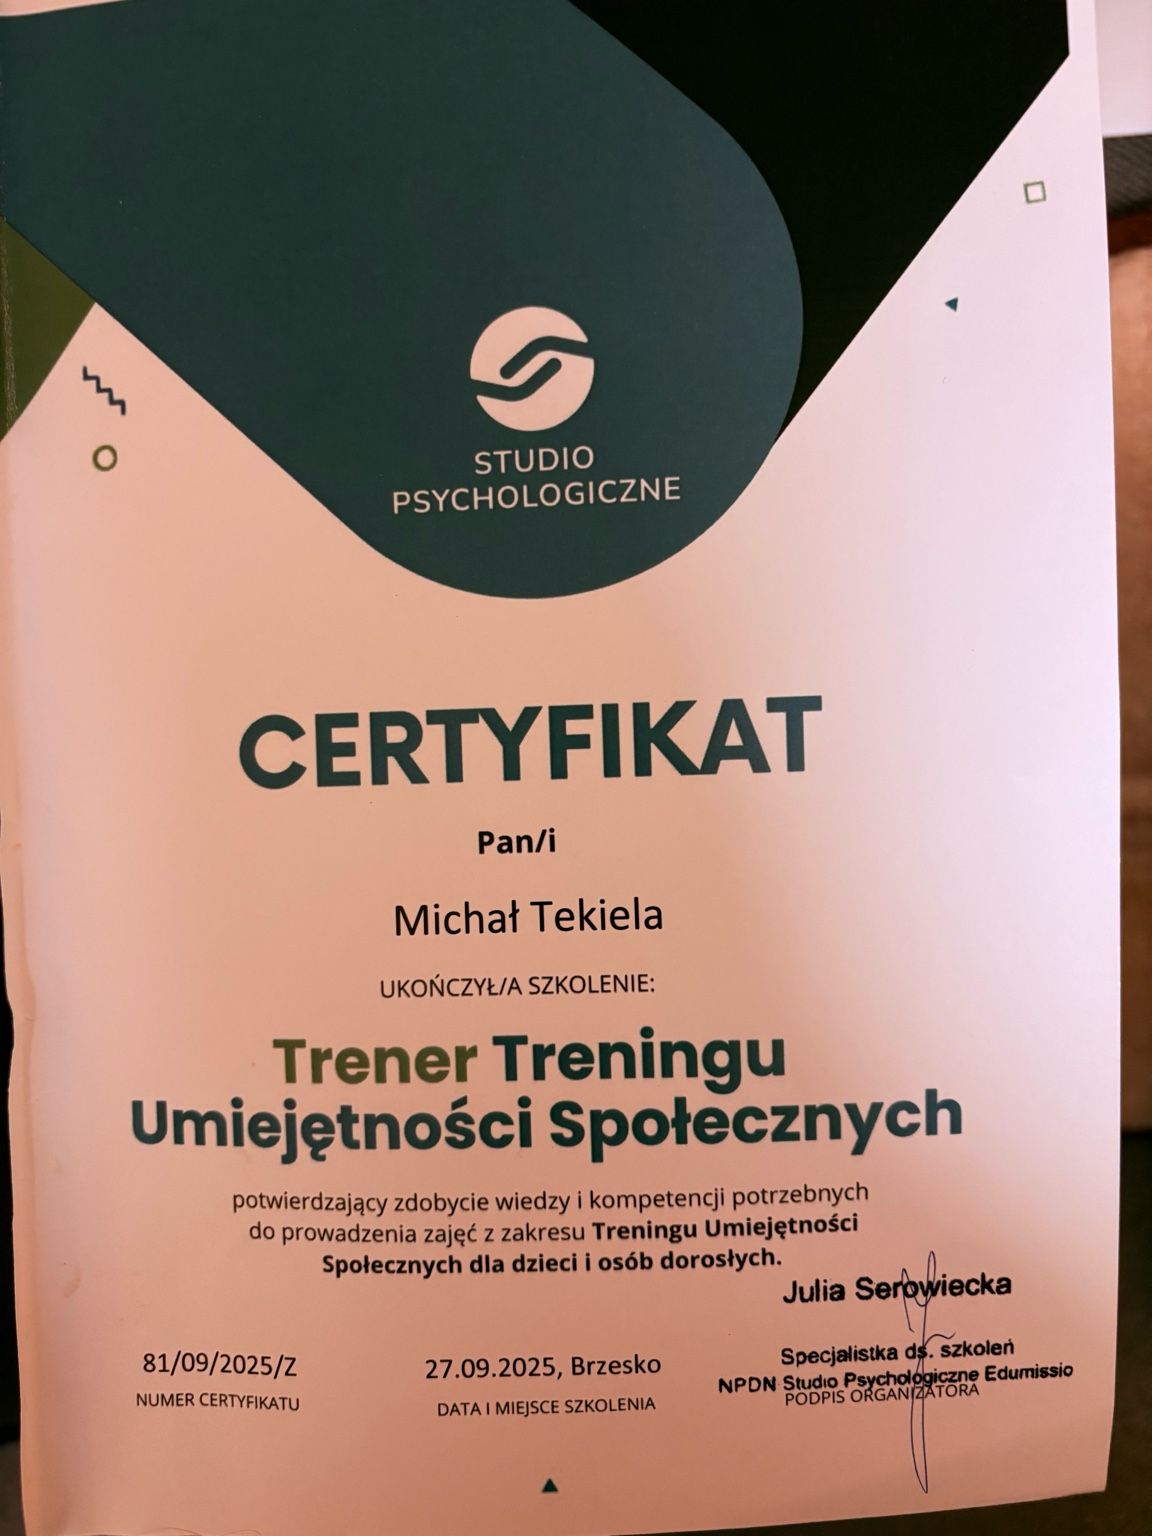 STUDIO
PSYCHOLOGICZNE
CERTYFIKAT
Pan/i
Michał Tekiela
UKOŃCZYŁ/A SZKOLENIE:
Trener Treningu
Umiejętności Społecznych
potwierdzający zdobycie wiedzy i kompetencji potrzebnych
do prowadzenia zajęć z zakresu Treningu Umiejętności
Społecznych dla dzieci i osób dorosłych.
81/09/2025/Z
NUMER CERTYFIKATU
27.09.2025, Brzesko
DATA I MIEJSCE SZKOLENIA
Julia Serowiecka
Specjalistka ds. szkoleń
NPDN Studio Psychologiczne Edumissio
PODPIS ORGANIZATORA